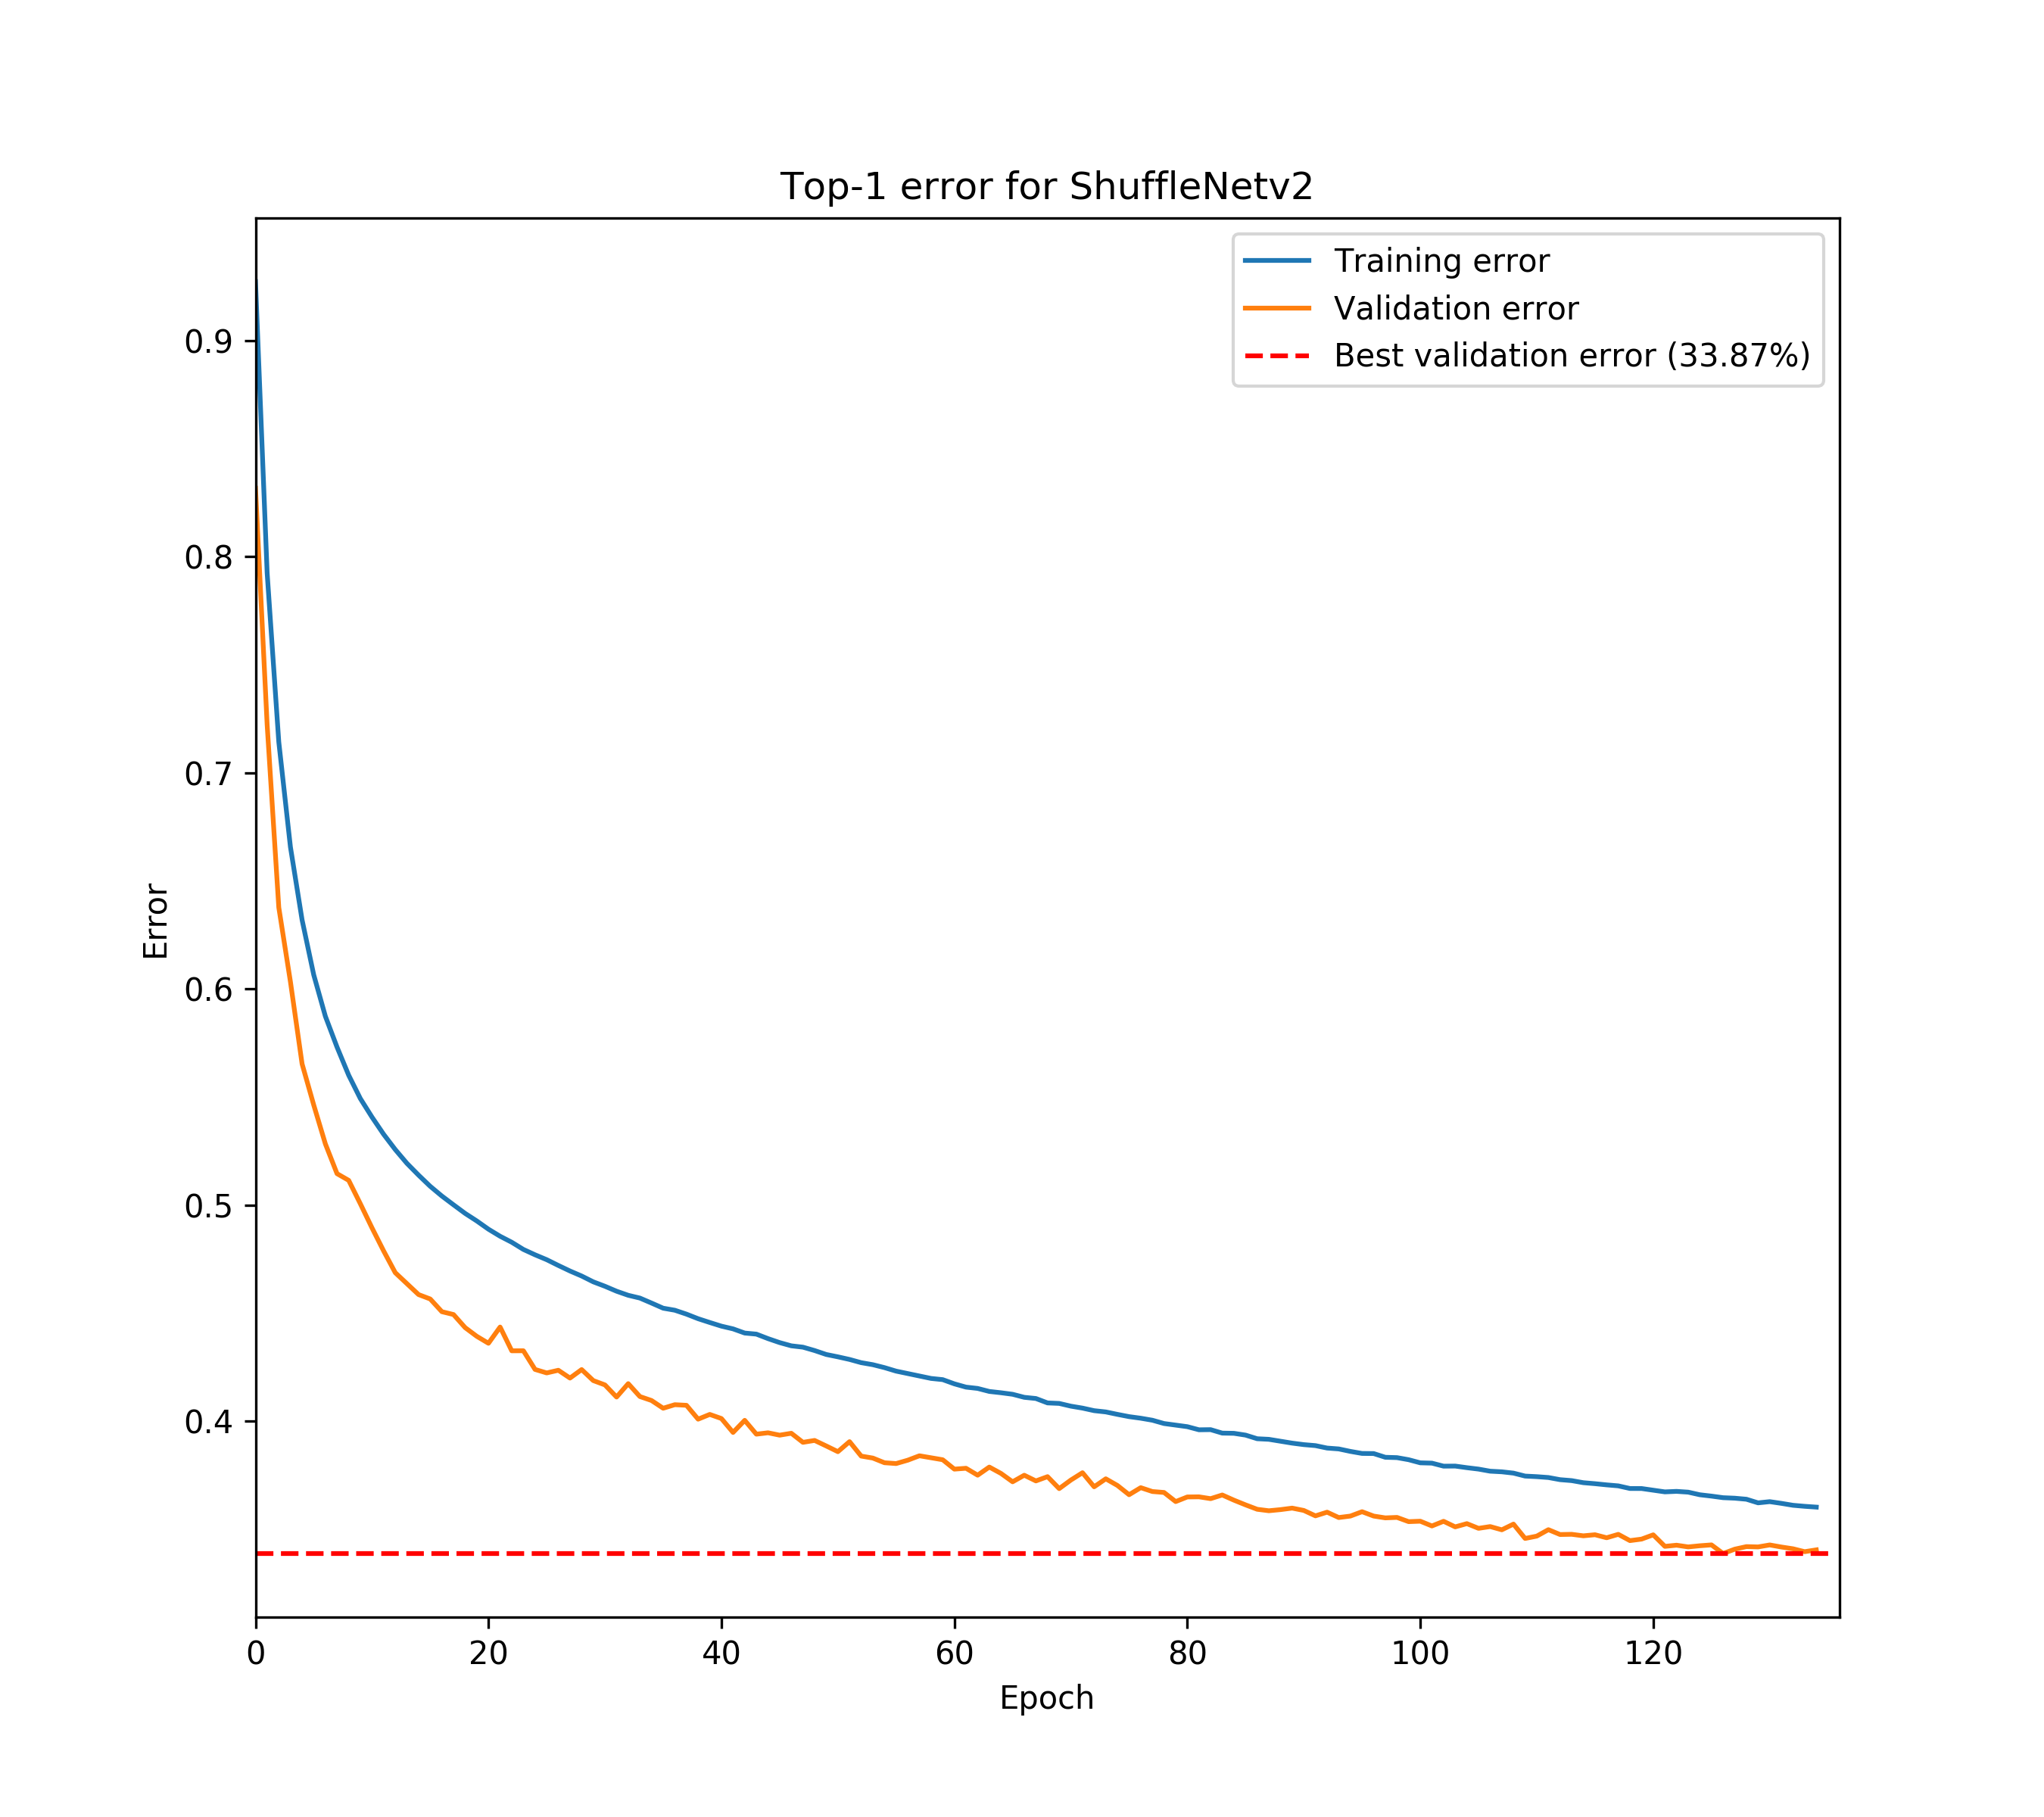 Top-1 error for ShuffleNetv2
Training error
Validation error
Best validation error (33.87%)
0.9
0.8
0.7
0.6
0.5
0.4
Error
0 20 40 60 80 100 120
Epoch